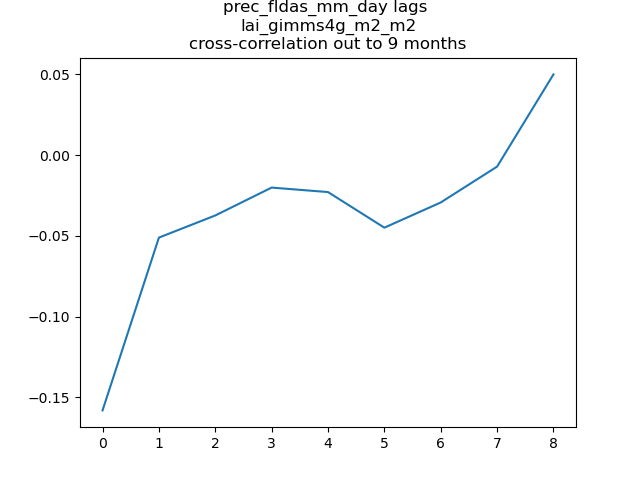 prec_fldas_mm_day lags
lai_gimms4g_m2_m2
cross-correlation out to 9 months
0.05
0.00
−0.05
−0.10
−0.15
0 1 2 3 4 5 6 7 8